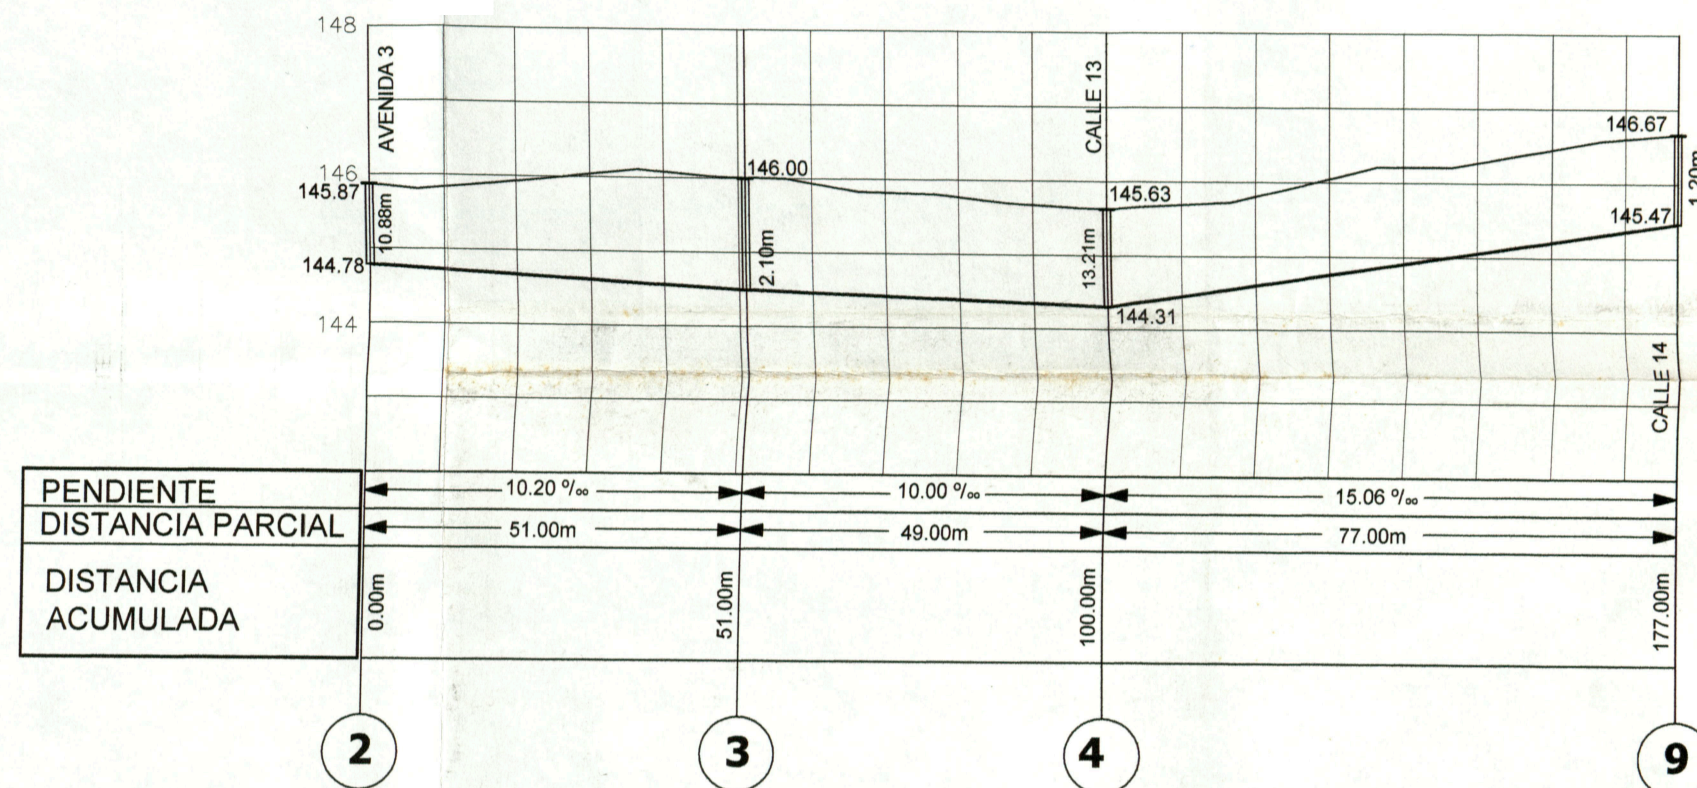 148
AVENIDA 3
CALLE 13
146.67
146
145.87
146.00
145.63
1.20m
10.88m
145.47
144.78
2.10m
13.21m
144.31
144
CALLE 14
PENDIENTE
10.20 º/₀₀
10.00 º/₀₀
15.06 º/₀₀
DISTANCIA PARCIAL
51.00m
49.00m
77.00m
DISTANCIA
ACUMULADA
0.00m
51.00m
100.00m
177.00m
2
3
4
9